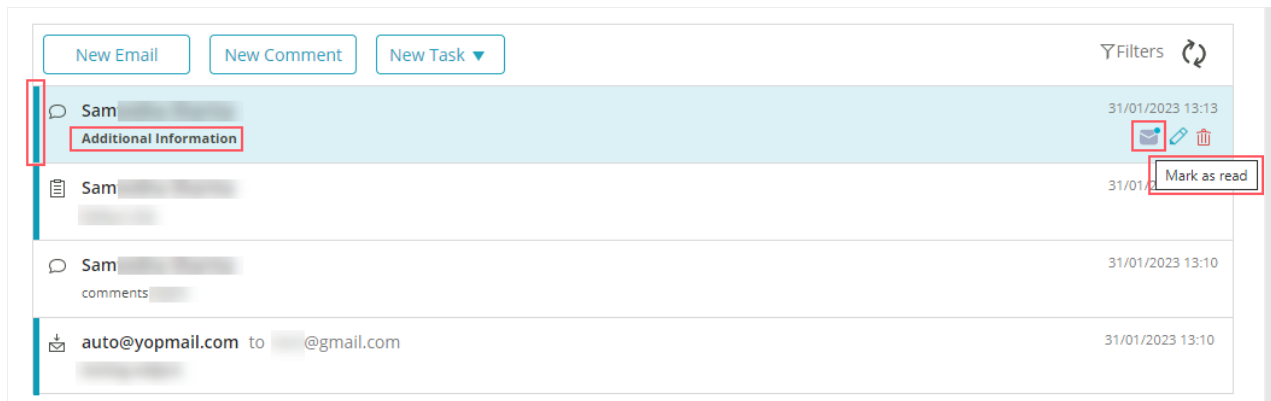 New Email New Comment New Task Filters
Sam 31/01/2023 13:13
Additional Information
Mark as read
Sam 31/01/2
Sam 31/01/2023 13:10
comments
auto@yopmail.com to @gmail.com 31/01/2023 13:10